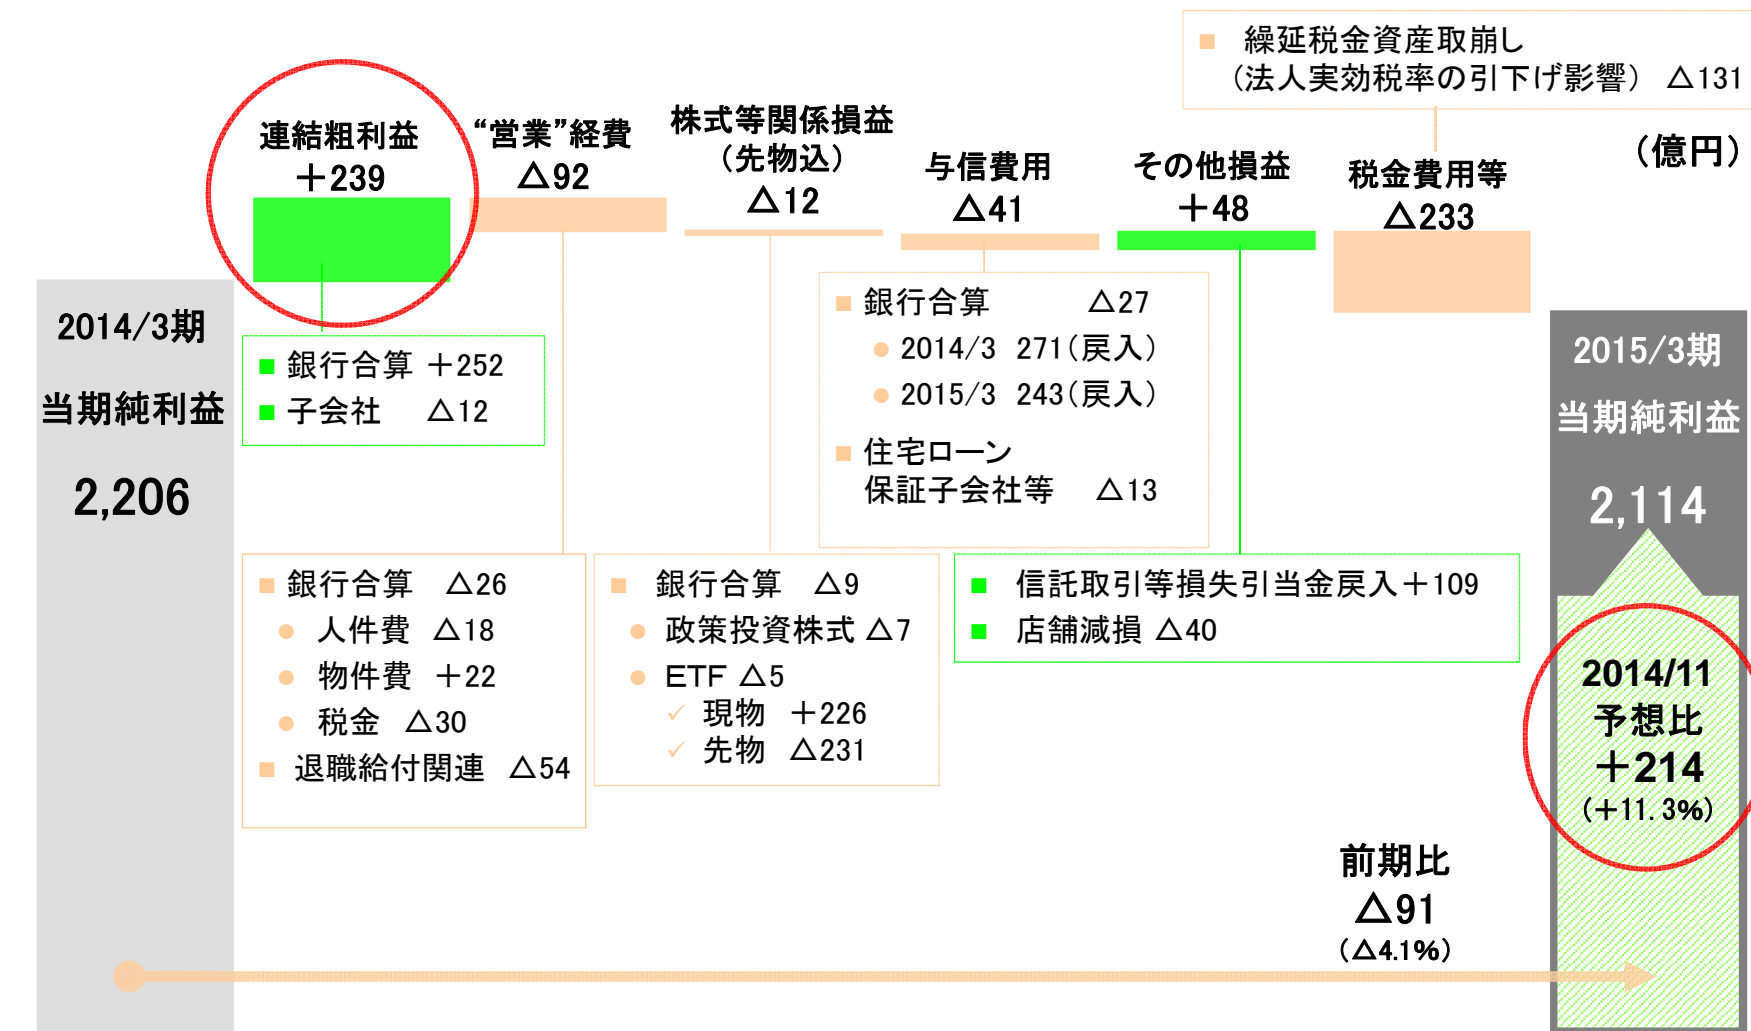 繰延税金資産取崩し
(法人実効税率の引下げ影響) △131
(億円)
連結粗利益
+239
“営業”経費
△92
株式等関係損益
(先物込)
△12
与信費用
△41
その他損益
+48
税金費用等
△233
2014/3期
当期純利益
2,206
銀行合算 +252
子会社 △12
銀行合算 △27
2014/3 271(戻入)
2015/3 243(戻入)
住宅ローン
保証子会社等 △13
銀行合算 △26
人件費 △18
物件費 +22
税金 △30
退職給付関連 △54
銀行合算 △9
政策投資株式 △7
ETF △5
現物 +226
先物 △231
信託取引等損失引当金戻入+109
店舗減損 △40
2015/3期
当期純利益
2,114
2014/11
予想比
+214
(+11.3%)
前期比
△91
(△4.1%)